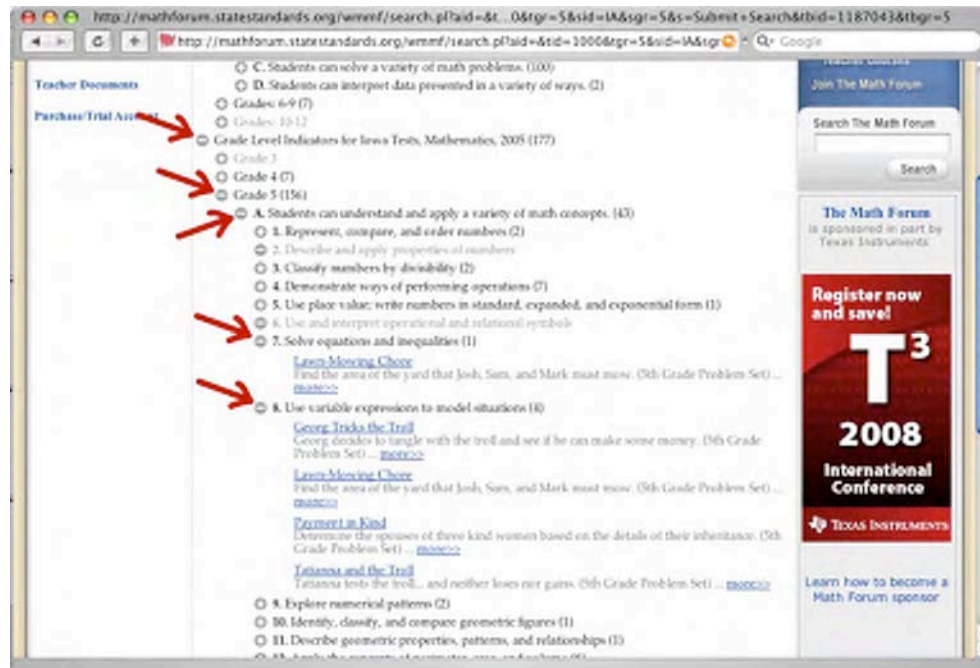 http://mathforum.statestandards.org/wmmf/search.pl?aid=&t...0&tgr=5&sid=IA&sgr=5&s=Submit+Search&tbid=1187043&tbgr=5
http://mathforum.statestandards.org/wmmf/search.pl?aid=&tid=1000&tgr=5&sid=IA&sgr
Google
C. Students can solve a variety of math problems. (100)
Teacher Documents
D. Students can interpret data presented in a variety of ways. (2)
Join The Math Forum
Grades: 6-9 (7)
Purchase/Trial Account
Grades: 10-12
Search The Math Forum
Grade Level Indicators for Iowa Tests, Mathematics, 2005 (177)
Grade 3
Search
Grade 4 (7)
Grade 5 (156)
A. Students can understand and apply a variety of math concepts. (43)
1. Represent, compare, and order numbers (2)
2. Describe and apply properties of numbers
3. Classify numbers by divisibility (2)
4. Demonstrate ways of performing operations (7)
5. Use place value; write numbers in standard, expanded, and exponential form (1)
6. Use and interpret operational and relational symbols
7. Solve equations and inequalities (1)
Lawn-Mowing Chore
Find the area of the yard that Josh, Sam, and Mark must mow. (5th Grade Problem Set) ...
more>>
8. Use variable expressions to model situations (4)
Georg Tricks the Troll
Georg decides to tangle with the troll and see if he can make some money. (5th Grade
Problem Set) ... more>>
Lawn-Mowing Chore
Find the area of the yard that Josh, Sam, and Mark must mow. (5th Grade Problem Set) ...
more>>
Payment in Kind
Determine the spouses of three kind women based on the details of their inheritance. (5th
Grade Problem Set) ... more>>
Tatianna and the Troll
Tatianna tests the troll... and neither loses nor gains. (5th Grade Problem Set) ... more>>
9. Explore numerical patterns (2)
10. Identify, classify, and compare geometric figures (1)
11. Describe geometric properties, patterns, and relationships (1)
The Math Forum
is sponsored in part by
Texas Instruments
Register now
and save!
T3
2008
International
Conference
TEXAS INSTRUMENTS
Learn how to become a
Math Forum sponsor